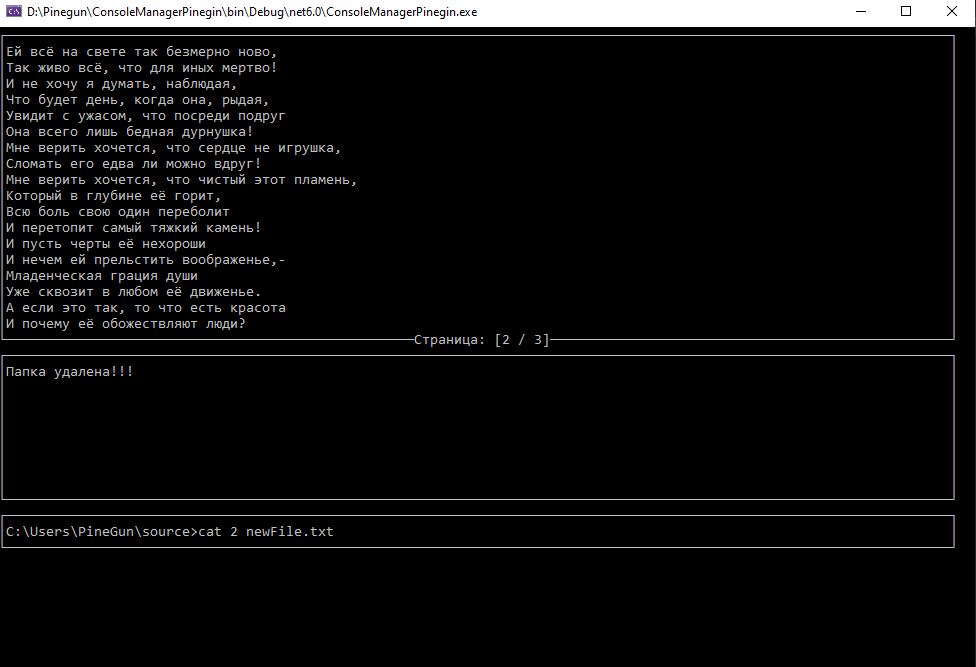 D:\Pinegun\ConsoleManagerPinegin\bin\Debug\net6.0\ConsoleManagerPinegin.exe
Ей всё на свете так безмерно ново,
Так живо всё, что для иных мертво!
И не хочу я думать, наблюдая,
Что будет день, когда она, рыдая,
Увидит с ужасом, что посреди подруг
Она всего лишь бедная дурнушка!
Мне верить хочется, что сердце не игрушка,
Сломать его едва ли можно вдруг!
Мне верить хочется, что чистый этот пламень,
Который в глубине её горит,
Всю боль свою один переболит
И перетопит самый тяжкий камень!
И пусть черты её нехороши
И нечем ей прельстить воображенье,-
Младенческая грация души
Уже сквозит в любом её движенье.
А если это так, то что есть красота
И почему её обожествляют люди?
Страница: [2 / 3]
Папка удалена!!!
C:\Users\PineGun\source>cat 2 newFile.txt